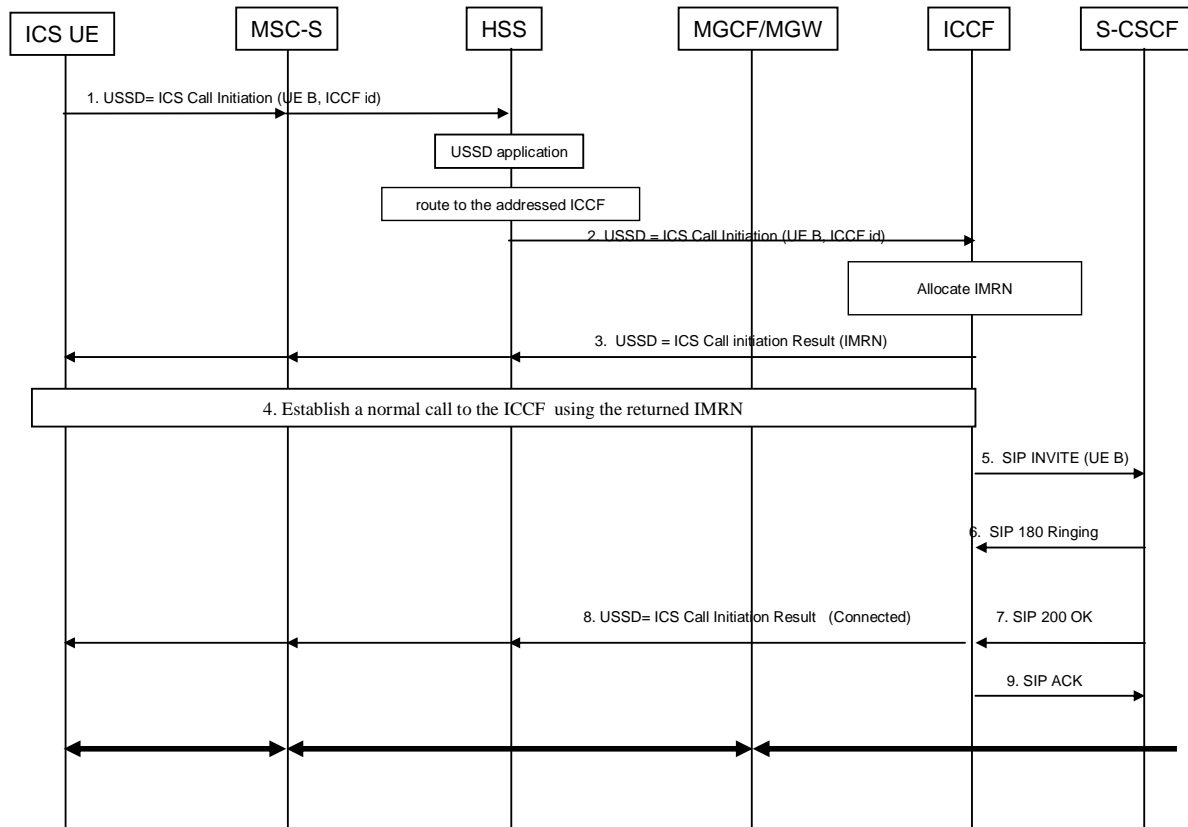 ICS UE
MSC-S
HSS
MGCF/MGW
ICCF
S-CSCF
1. USSD= ICS Call Initiation (UE B, ICCF id)
USSD application
route to the addressed ICCF
2. USSD = ICS Call Initiation (UE B, ICCF id)
Allocate IMRN
3. USSD = ICS Call initiation Result (IMRN)
4. Establish a normal call to the ICCF using the returned IMRN
5. SIP INVITE (UE B)
6. SIP 180 Ringing
8. USSD= ICS Call Initiation Result (Connected)
7. SIP 200 OK
9. SIP ACK